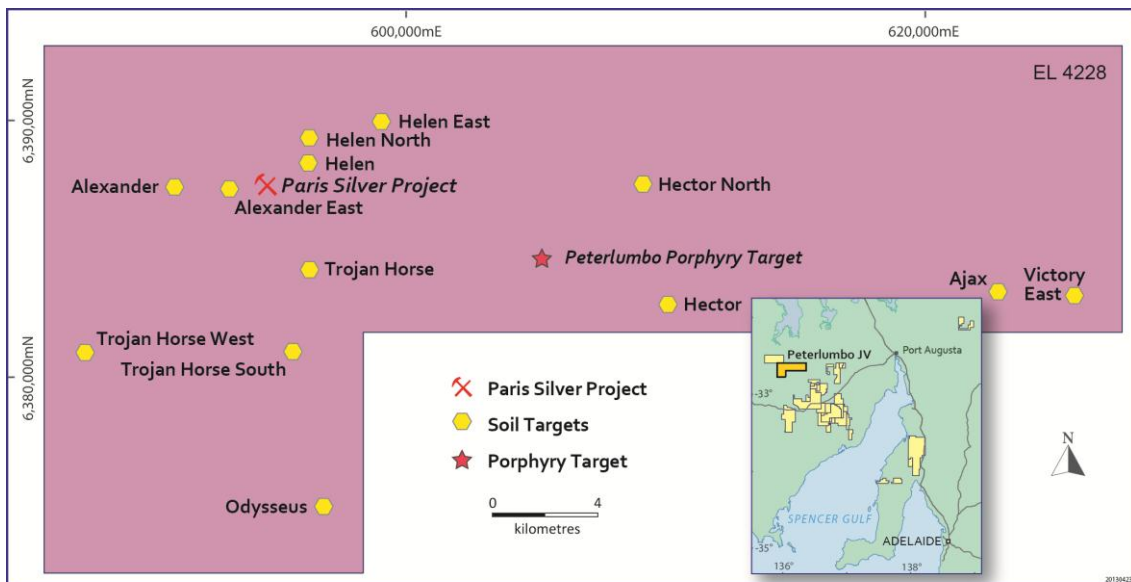 600,000mE
620,000mE
EL 4228
6,390,000mN
6,380,000mN
Helen East
Helen North
Helen
Alexander
Paris Silver Project
Alexander East
Hector North
Trojan Horse
Peterlumbo Porphyry Target
Ajax
Victory
East
Hector
Trojan Horse West
Trojan Horse South
Odysseus
Paris Silver Project
Soil Targets
Porphyry Target
0
4
kilometres
N
Peterlumbo JV
Port Augusta
-33°
SPENCER GULF
ADELAIDE
-35°
136°
138°
20130423